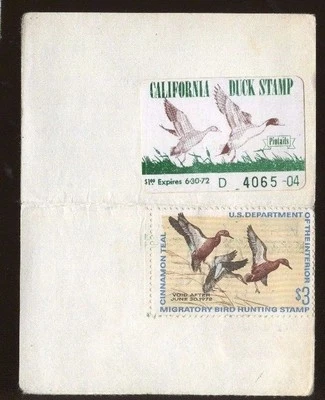 CALIFORNIA DUCK STAMP
Pintails
$1.00 Expires 6-30-72 D 4065 -04
U.S. DEPARTMENT
OF THE INTERIOR
CINNAMON TEAL
VOID AFTER
JUNE 30, 1972
$3
MIGRATORY BIRD HUNTING STAMP